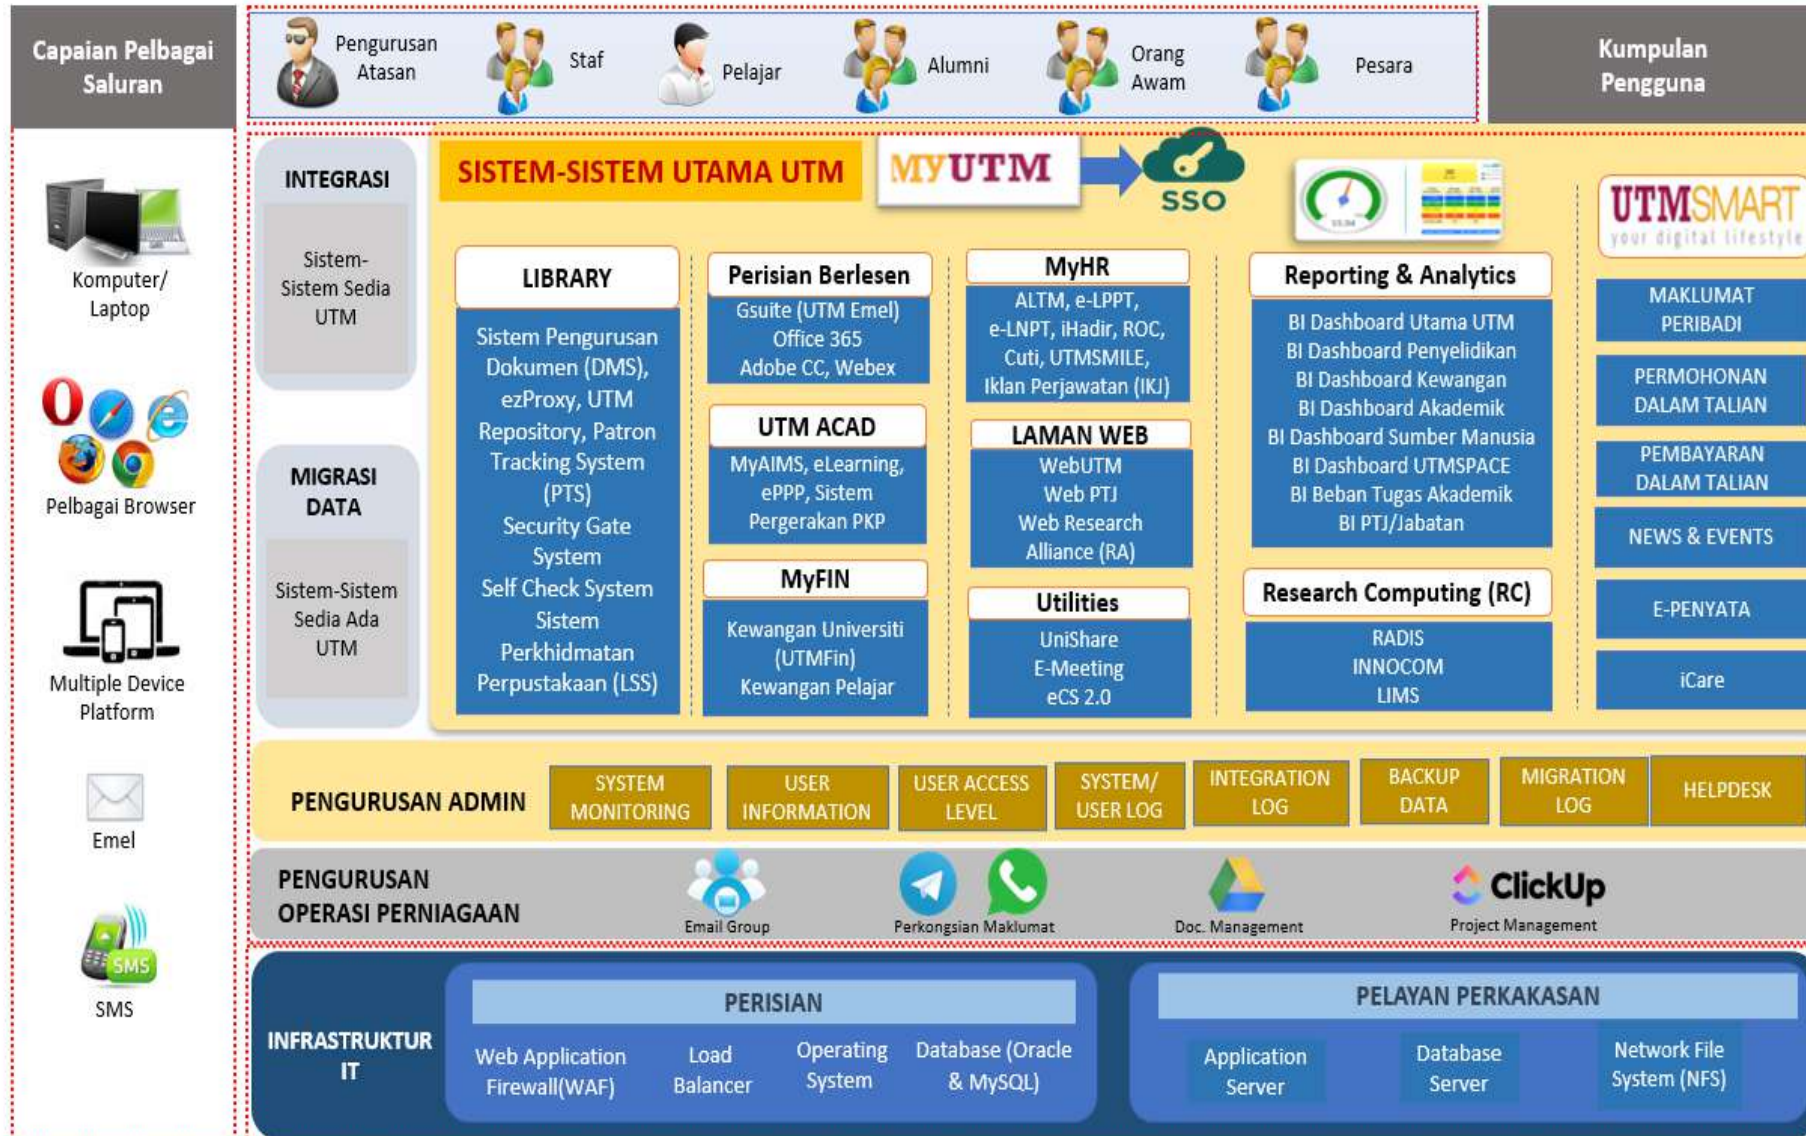 Capaian Pelbagai
Saluran
Pengurusan
Atasan
Staf
Pelajar
Alumni
Orang
Awam
Pesara
Kumpulan
Pengguna
Komputer/
Laptop
Pelbagai Browser
Multiple Device
Platform
Emel
SMS
SMS
INTEGRASI
Sistem-
Sistem Sedia
UTM
MIGRASI
DATA
Sistem-Sistem
Sedia Ada
UTM
SISTEM-SISTEM UTAMA UTM
MYUTM
SSO
LIBRARY
Sistem Pengurusan
Dokumen (DMS),
ezProxy, UTM
Repository, Patron
Tracking System
(PTS)
Security Gate
System
Self Check System
Sistem
Perkhidmatan
Perpustakaan (LSS)
Perisian Berlesen
Gsuite (UTM Emel)
Office 365
Adobe CC, Webex
UTM ACAD
MyAIMS, eLearning,
ePPP, Sistem
Pergerakan PKP
MyFIN
Kewangan Universiti
(UTMFin)
Kewangan Pelajar
MyHR
ALTM, e-LPPT,
e-LNPT, iHadir, ROC,
Cuti, UTMSMILE,
Iklan Perjawatan (IKJ)
LAMAN WEB
WebUTM
Web PTJ
Web Research
Alliance (RA)
Utilities
UniShare
E-Meeting
eCS 2.0
Reporting & Analytics
BI Dashboard Utama UTM
BI Dashboard Penyelidikan
BI Dashboard Kewangan
BI Dashboard Akademik
BI Dashboard Sumber Manusia
BI Dashboard UTMSPACE
BI Beban Tugas Akademik
BI PTJ/Jabatan
Research Computing (RC)
RADIS
INNOCOM
LIMS
UTMSMART
your digital lifestyle
MAKLUMAT
PERIBADI
PERMOHONAN
DALAM TALIAN
PEMBAYARAN
DALAM TALIAN
NEWS & EVENTS
E-PENYATA
iCare
PENGURUSAN ADMIN
SYSTEM
MONITORING
USER
INFORMATION
USER ACCESS
LEVEL
SYSTEM/
USER LOG
INTEGRATION
LOG
BACKUP
DATA
MIGRATION
LOG
HELPDESK
PENGURUSAN
OPERASI PERNIAGAAN
Email Group
Perkongsian Maklumat
Doc. Management
ClickUp
Project Management
INFRASTRUKTUR
IT
PERISIAN
Web Application
Firewall(WAF)
Load
Balancer
Operating
System
Database (Oracle
& MySQL)
PELAYAN PERKAKASAN
Application
Server
Database
Server
Network File
System (NFS)